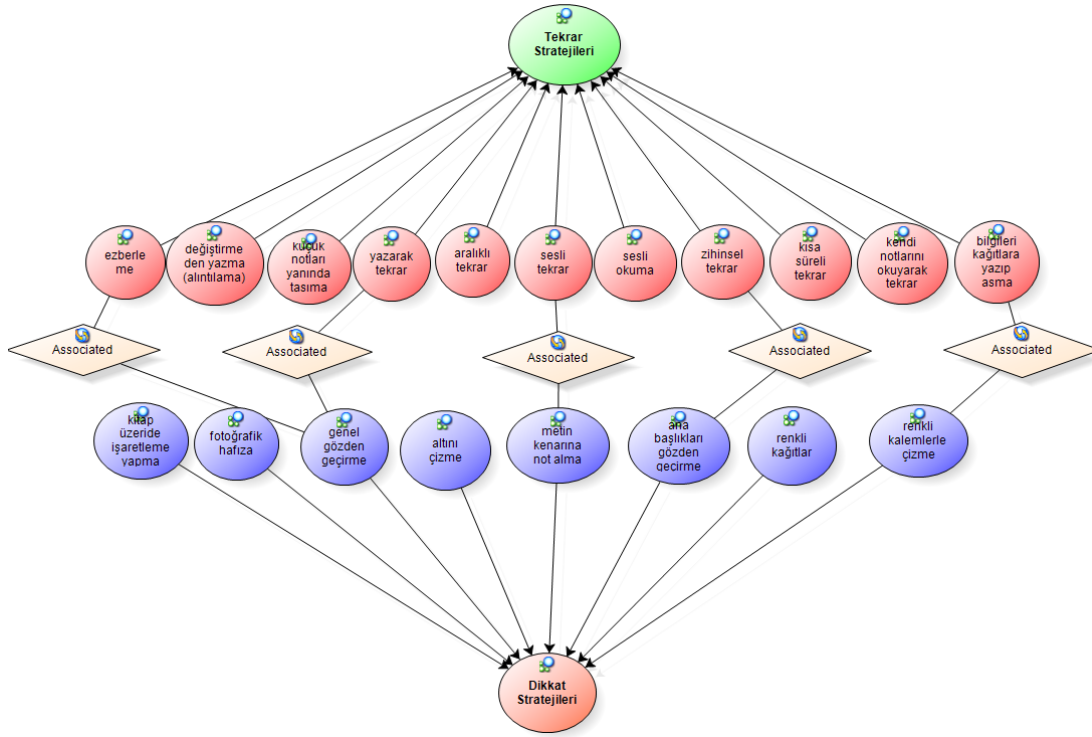 Tekrar
Stratejileri
ezberle
me
değiştirme
den yazma
(alıntılama)
küçük
notları
yanında
tasıma
yazarak
tekrar
aralıklı
tekrar
sesli
tekrar
sesli
okuma
zihinsel
tekrar
kısa
süreli
tekrar
kendi
notlarını
okuyarak
tekrar
bilgileri
kağıtlara
yazıp
asma
Associated
Associated
Associated
Associated
Associated
kitap
üzeride
işaretleme
yapma
fotoğrafik
hafıza
genel
gözden
geçirme
altını
çizme
metin
kenarına
not alma
ana
başlıkları
gözden
geçirme
renkli
kağıtlar
renkli
kalemlerle
çizme
Dikkat
Stratejileri